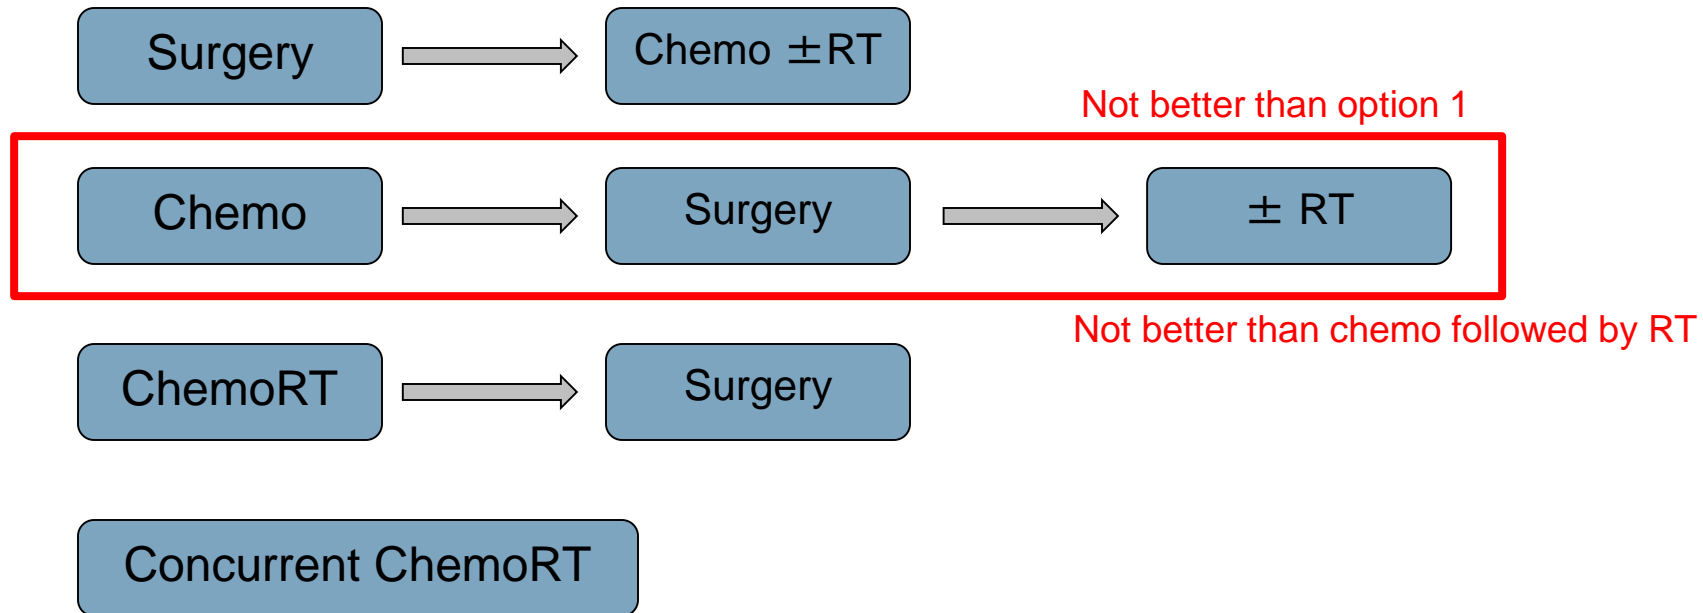 Surgery
Chemo ±RT
Not better than option 1
Chemo
Surgery
± RT
Not better than chemo followed by RT
ChemoRT
Surgery
Concurrent ChemoRT